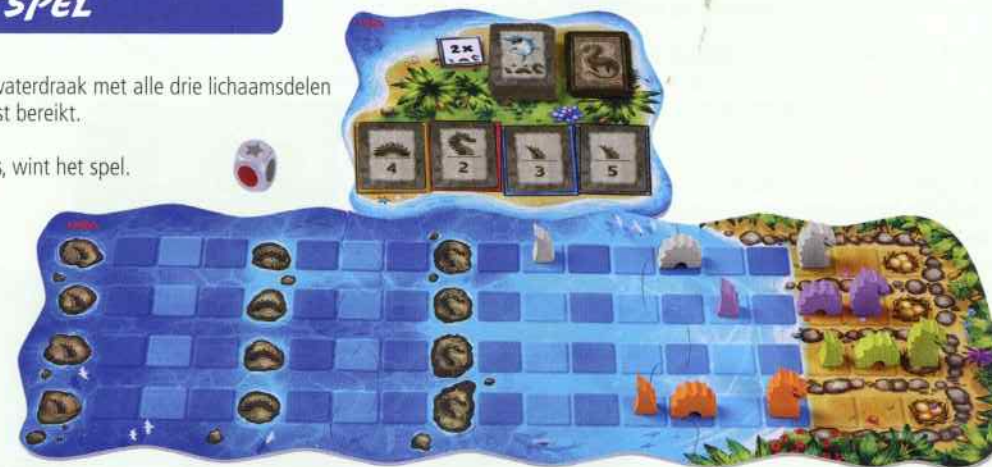 SPEL
waterdraak met alle drie lichaamsdelen
st bereikt.
s, wint het spel.
2x
4
2
3
5